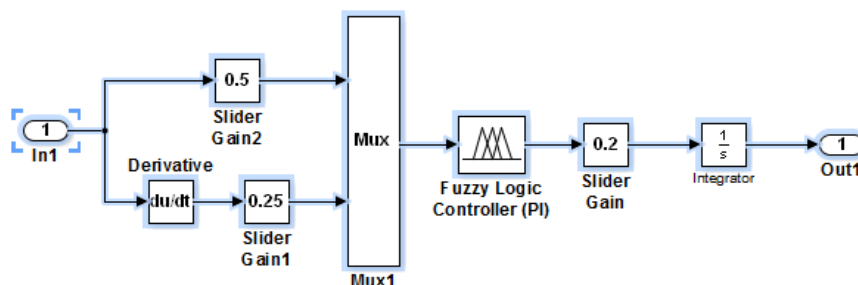 0.5
Slider
Gain2
1
In1
Derivative
du/dt
0.25
Slider
Gain1
Mux
Mux1
Fuzzy Logic
Controller (PI)
0.2
Slider
Gain
1
s
Integrator
1
Out1